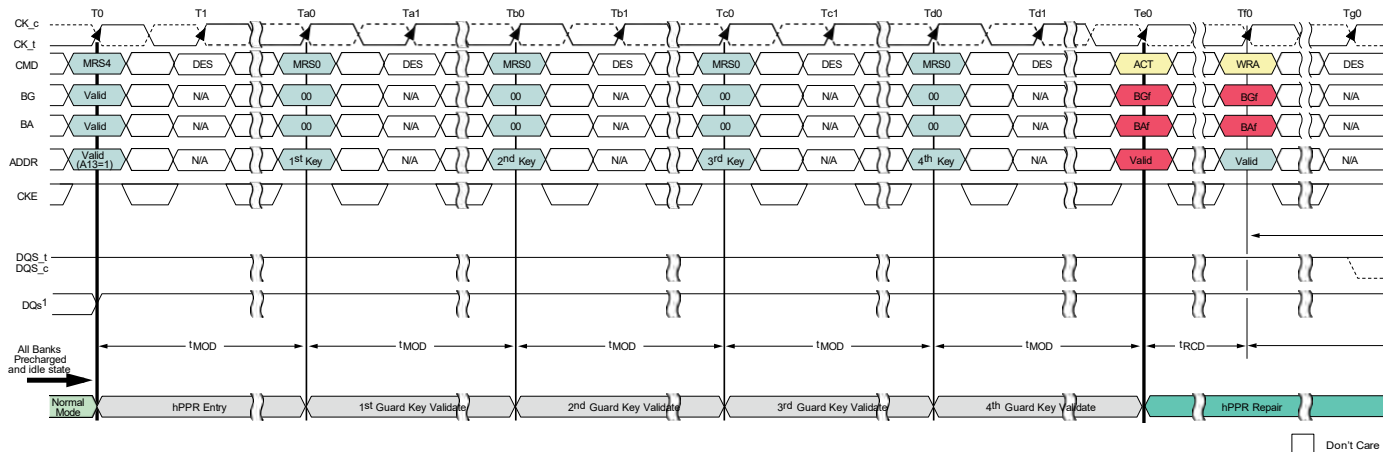 T0 T1 Ta0 Ta1 Tb0 Tb1 Tc0 Tc1 Td0 Td1 Te0 Tf0 Tg0
CK_c
CK_t
CMD MRS4 DES MRS0 DES MRS0 DES MRS0 DES MRS0 DES ACT WRA DES
BG Valid N/A 00 N/A 00 N/A 00 N/A 00 N/A BGf BGf N/A
BA Valid N/A 00 N/A 00 N/A 00 N/A 00 N/A BAf BAf N/A
ADDR Valid (A13=1) N/A 1st Key N/A 2nd Key N/A 3rd Key N/A 4th Key N/A Valid Valid N/A
CKE
DQS_t
DQS_c
DQs1
tMOD tMOD tMOD tMOD tMOD tRCD
All Banks
Precharged
and idle state
Normal Mode hPPR Entry 1st Guard Key Validate 2nd Guard Key Validate 3rd Guard Key Validate 4th Guard Key Validate hPPR Repair
Don't Care